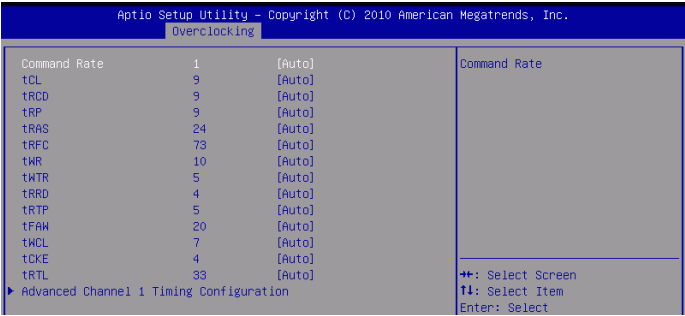 Aptio Setup Utility – Copyright (C) 2010 American Megatrends, Inc.
Overclocking
Command Rate 1 [Auto]
tCL 9 [Auto]
tRCD 9 [Auto]
tRP 9 [Auto]
tRAS 24 [Auto]
tRFC 73 [Auto]
tWR 10 [Auto]
tWTR 5 [Auto]
tRRD 4 [Auto]
tRTP 5 [Auto]
tFAW 20 [Auto]
tWCL 7 [Auto]
tCKE 4 [Auto]
tRTL 33 [Auto]
▶ Advanced Channel 1 Timing Configuration
Command Rate
→←: Select Screen
↑↓: Select Item
Enter: Select